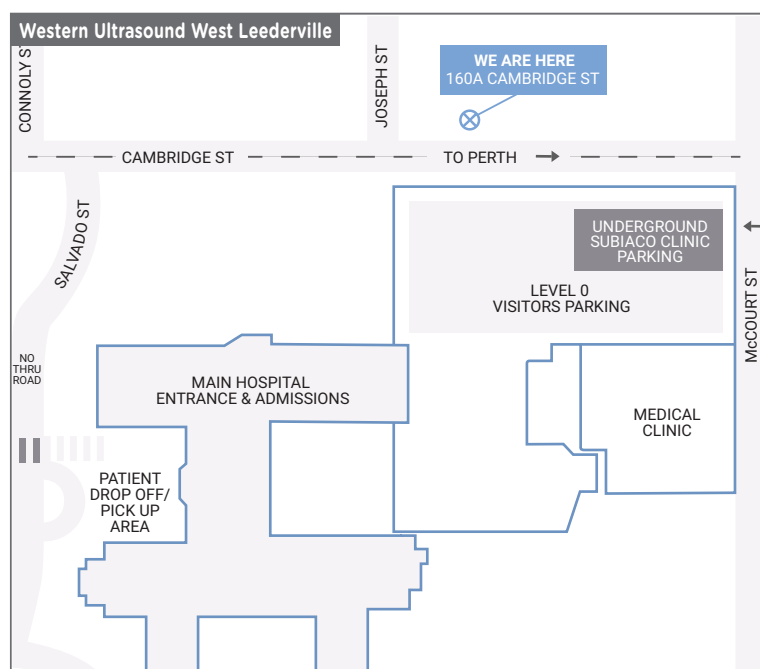 Western Ultrasound West Leederville
CONNOLY ST
JOSEPH ST
WE ARE HERE
160A CAMBRIDGE ST
CAMBRIDGE ST
TO PERTH
SALVADO ST
UNDERGROUND
SUBIACO CLINIC
PARKING
LEVEL 0
VISITORS PARKING
McCOURT ST
NO
THRU
ROAD
MAIN HOSPITAL
ENTRANCE & ADMISSIONS
MEDICAL
CLINIC
PATIENT
DROP OFF/
PICK UP
AREA